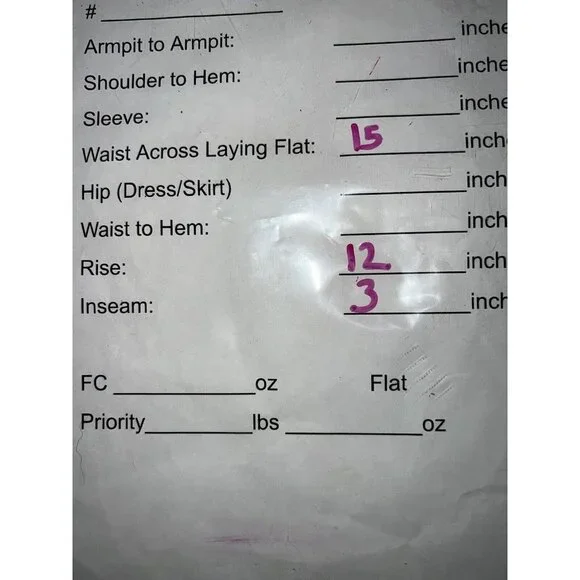 #
Armpit to Armpit: inche
Shoulder to Hem: inche
Sleeve: inche
Waist Across Laying Flat: 15 inch
Hip (Dress/Skirt) inch
Waist to Hem: inch
Rise: 12 inch
Inseam: 3 inch
FC oz Flat
Priority lbs oz